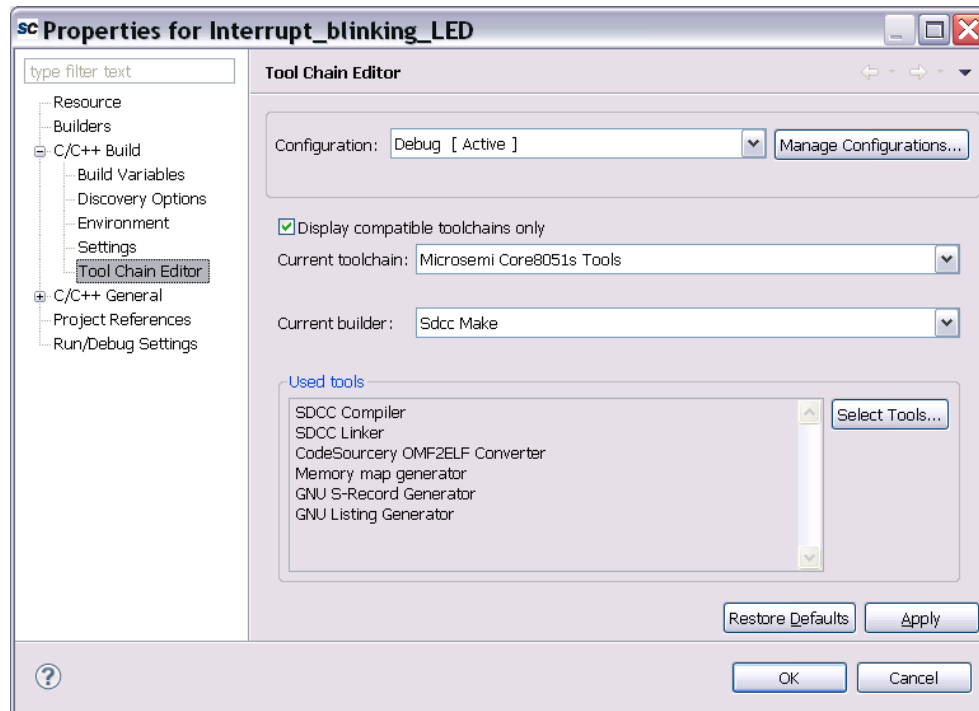 SC Properties for Interrupt_blinking_LED
type filter text
Resource
Builders
C/C++ Build
Build Variables
Discovery Options
Environment
Settings
Tool Chain Editor
C/C++ General
Project References
Run/Debug Settings
Tool Chain Editor
Configuration: Debug [ Active ] Manage Configurations...
Display compatible toolchains only
Current toolchain: Microsemi Core8051s Tools
Current builder: Sdcc Make
Used tools
SDCC Compiler
SDCC Linker
CodeSourcery OMF2ELF Converter
Memory map generator
GNU S-Record Generator
GNU Listing Generator
Select Tools...
Restore Defaults Apply
? OK Cancel